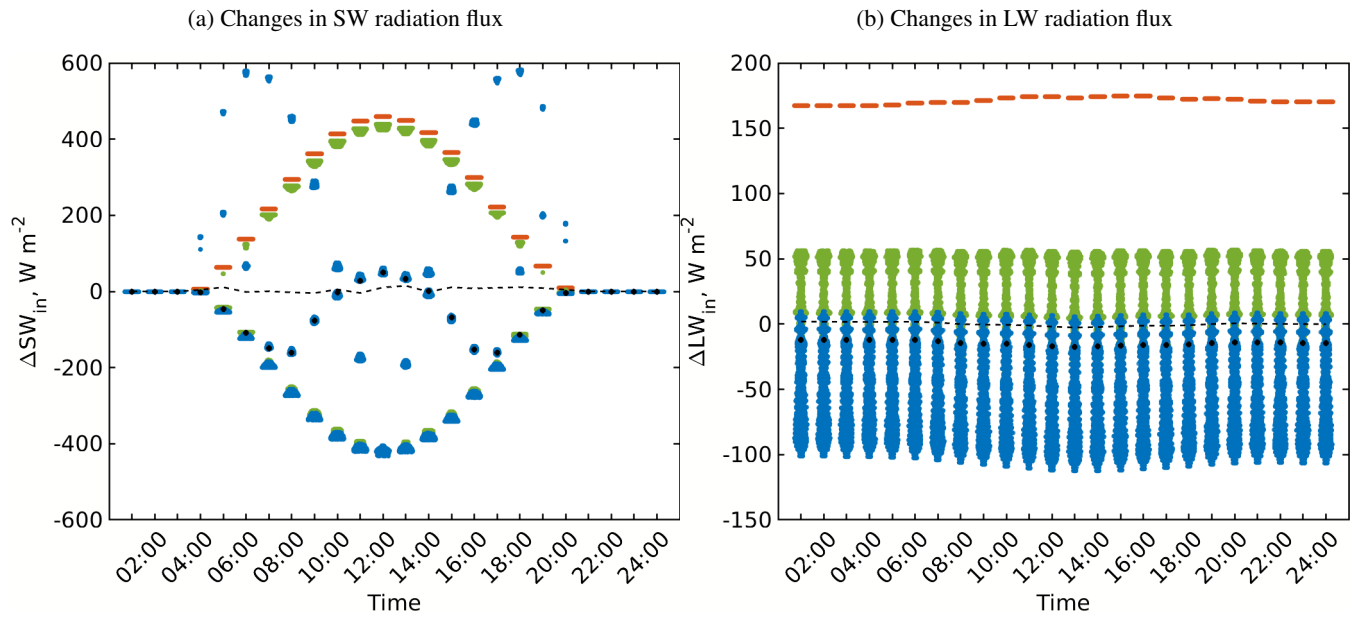 (a) Changes in SW radiation flux
600
400
200
0
-200
-400
-600
ΔSW_in, W m^-2
02:00 04:00 06:00 08:00 10:00 12:00 14:00 16:00 18:00 20:00 22:00 24:00
Time
(b) Changes in LW radiation flux
200
150
100
50
0
-50
-100
-150
ΔLW_in, W m^-2
02:00 04:00 06:00 08:00 10:00 12:00 14:00 16:00 18:00 20:00 22:00 24:00
Time